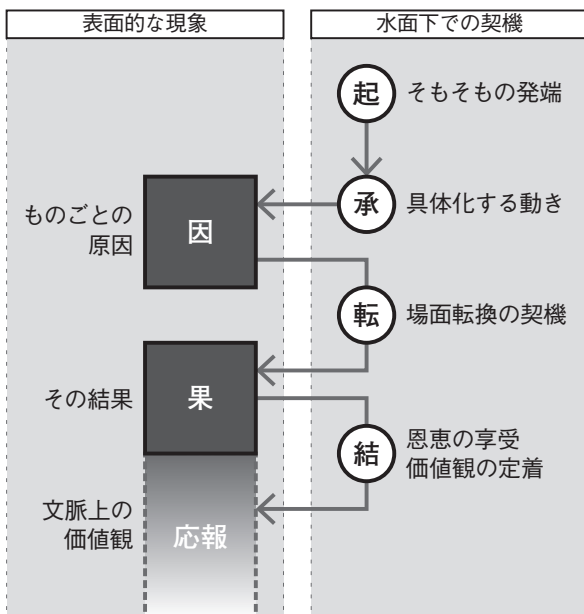 表面的な現象
水面下での契機
起
そもそもの発端
承
具体化する動き
ものごとの
原因
因
転
場面転換の契機
その結果
果
結
恩恵の享受
価値観の定着
文脈上の
価値観
応報